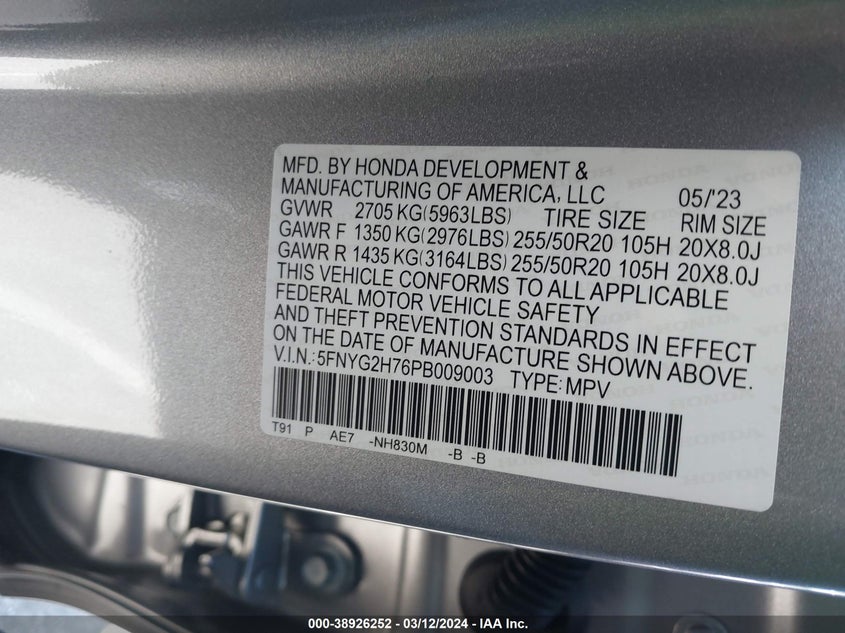 MFD. BY HONDA DEVELOPMENT &
MANUFACTURING OF AMERICA, LLC 05/'23
GVWR 2705 KG(5963LBS) TIRE SIZE RIM SIZE
GAWR F 1350 KG(2976LBS) 255/50R20 105H 20X8.0J
GAWR R 1435 KG(3164LBS) 255/50R20 105H 20X8.0J
THIS VEHICLE CONFORMS TO ALL APPLICABLE
FEDERAL MOTOR VEHICLE SAFETY
AND THEFT PREVENTION STANDARDS IN EFFECT
ON THE DATE OF MANUFACTURE SHOWN ABOVE.
V.I.N.:5FNYG2H76PB009003 TYPE:MPV
T91 P AE7 -NH830M -B -B
000-38926252 - 03/12/2024 - IAA Inc.